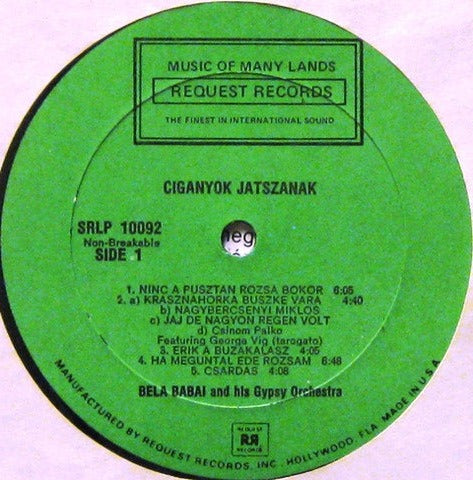 MUSIC OF MANY LANDS
REQUEST RECORDS
THE FINEST IN INTERNATIONAL SOUND
CIGANYOK JATSZANAK
SRLP 10092
Non-Breakable
SIDE 1
1. NINC A PUSZTAN ROZSA BOKOR 6:05
2. a) KRASZNAHORKA BUSZKE VARA 4:40
b) NAGYBERCSENYI MIKLOS
c) JAJ DE NAGYON REGEN VOLT
d) Csinom Palko
Featuring George Vig (tarogato)
3. ERIK A BUZAKALASZ 4:05
4. HA MEGUNTAL EDE ROZSAM 6:48
5. CSARDAS 4:08
BELA BABAI and his Gypsy Orchestra
REQUEST
RR
RECORDS
MANUFACTURED BY REQUEST RECORDS, INC. HOLLYWOOD, FLA. MADE IN U.S.A.